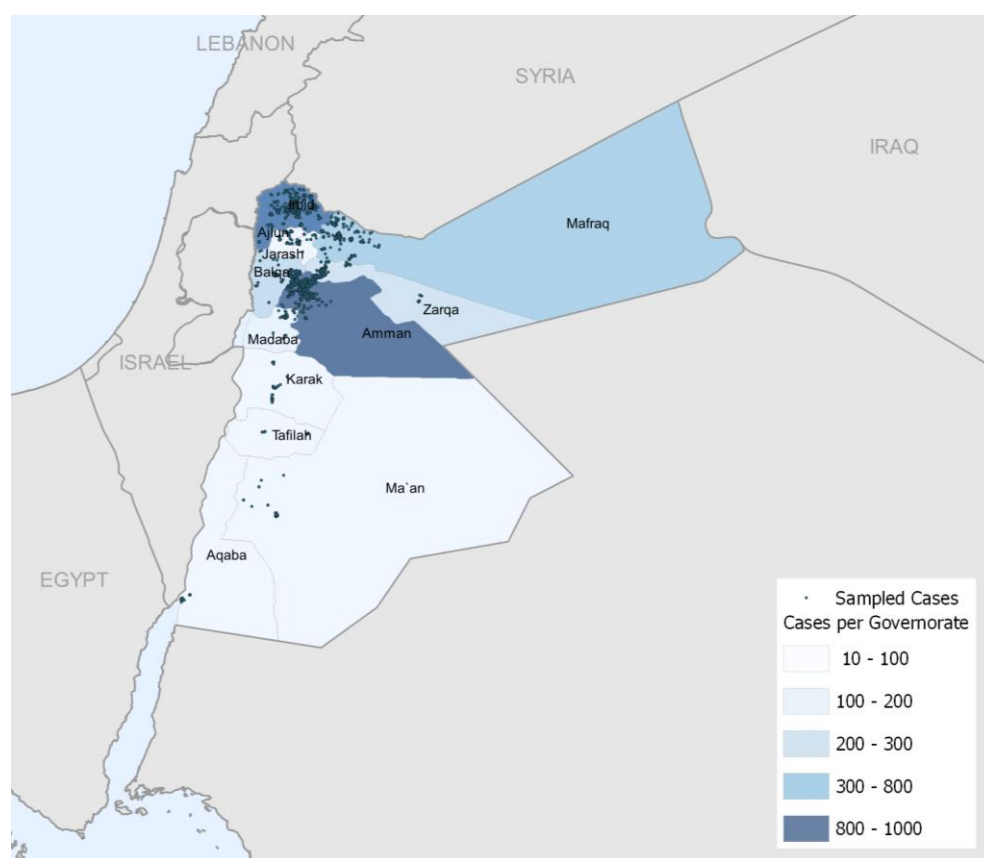 LEBANON
SYRIA
IRAQ
Irbid
Mafraq
Ajlun
Jarash
Balqa
Zarqa
Amman
Madaba
ISRAEL
Karak
Tafilah
Ma`an
Aqaba
EGYPT
Sampled Cases
Cases per Governorate
10 - 100
100 - 200
200 - 300
300 - 800
800 - 1000